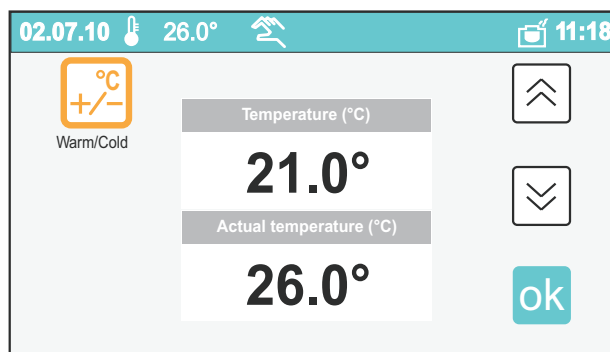 02.07.10 26.0° 11:18
°C
+/−
Warm/Cold
Temperature (°C)
21.0°
Actual temperature (°C)
26.0°
ok